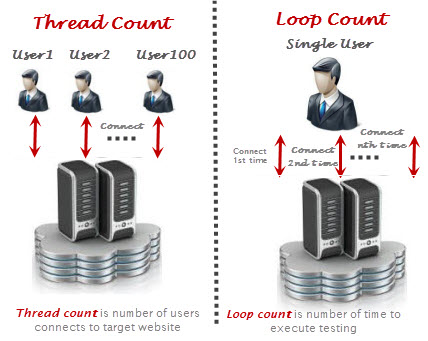 Thread Count
User1 User2 User100
Connect
Thread count is number of users
connects to target website
Loop Count
Single User
Connect
1st time
Connect
2nd time
Connect
nth time
Loop count is number of time to
execute testing